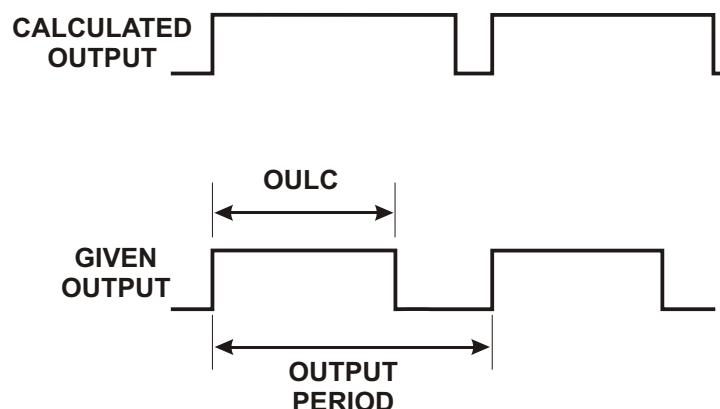 CALCULATED
OUTPUT
OULC
GIVEN
OUTPUT
OUTPUT
PERIOD